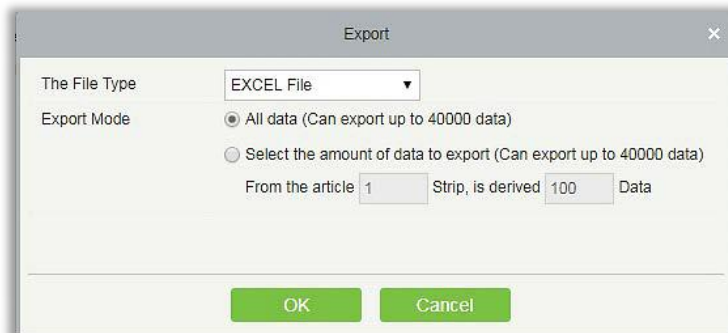 Export ×
The File Type EXCEL File ▼
Export Mode All data (Can export up to 40000 data)
Select the amount of data to export (Can export up to 40000 data)
From the article 1 Strip, is derived 100 Data
OK Cancel